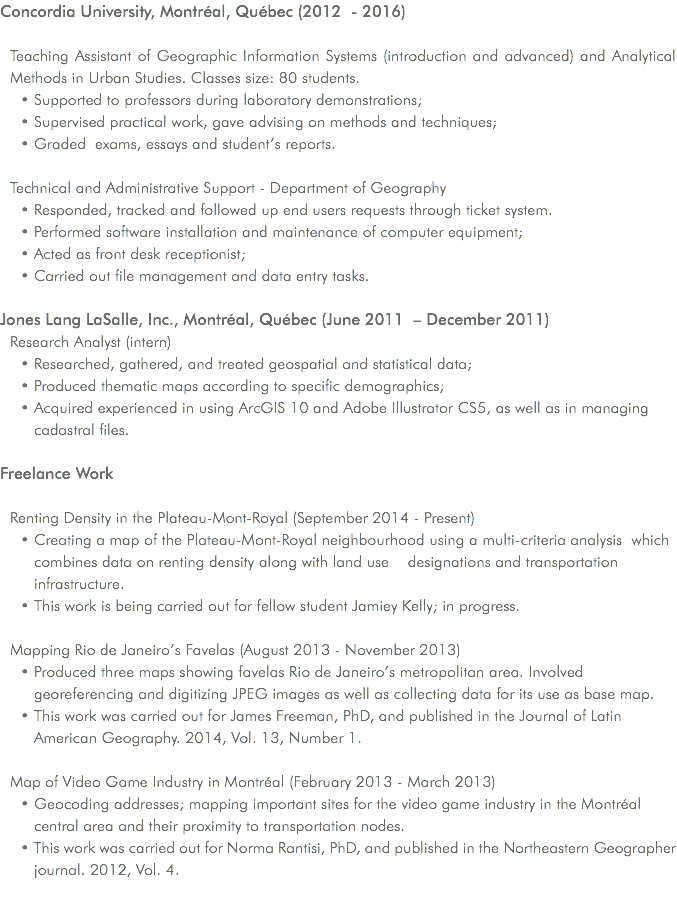 Concordia University, Montréal, Québec (2012 - 2016)
Teaching Assistant of Geographic Information Systems (introduction and advanced) and Analytical
Methods in Urban Studies. Classes size: 80 students.
• Supported to professors during laboratory demonstrations;
• Supervised practical work, gave advising on methods and techniques;
• Graded exams, essays and student's reports.
Technical and Administrative Support - Department of Geography
• Responded, tracked and followed up end users requests through ticket system.
• Performed software installation and maintenance of computer equipment;
• Acted as front desk receptionist;
• Carried out file management and data entry tasks.
Jones Lang LaSalle, Inc., Montréal, Québec (June 2011 – December 2011)
Research Analyst (intern)
• Researched, gathered, and treated geospatial and statistical data;
• Produced thematic maps according to specific demographics;
• Acquired experienced in using ArcGIS 10 and Adobe Illustrator CS5, as well as in managing
cadastral files.
Freelance Work
Renting Density in the Plateau-Mont-Royal (September 2014 - Present)
• Creating a map of the Plateau-Mont-Royal neighbourhood using a multi-criteria analysis which
combines data on renting density along with land use designations and transportation
infrastructure.
• This work is being carried out for fellow student Jamiey Kelly; in progress.
Mapping Rio de Janeiro's Favelas (August 2013 - November 2013)
• Produced three maps showing favelas Rio de Janeiro's metropolitan area. Involved
georeferencing and digitizing JPEG images as well as collecting data for its use as base map.
• This work was carried out for James Freeman, PhD, and published in the Journal of Latin
American Geography. 2014, Vol. 13, Number 1.
Map of Video Game Industry in Montréal (February 2013 - March 2013)
• Geocoding addresses; mapping important sites for the video game industry in the Montréal
central area and their proximity to transportation nodes.
• This work was carried out for Norma Rantisi, PhD, and published in the Northeastern Geographer
journal. 2012, Vol. 4.